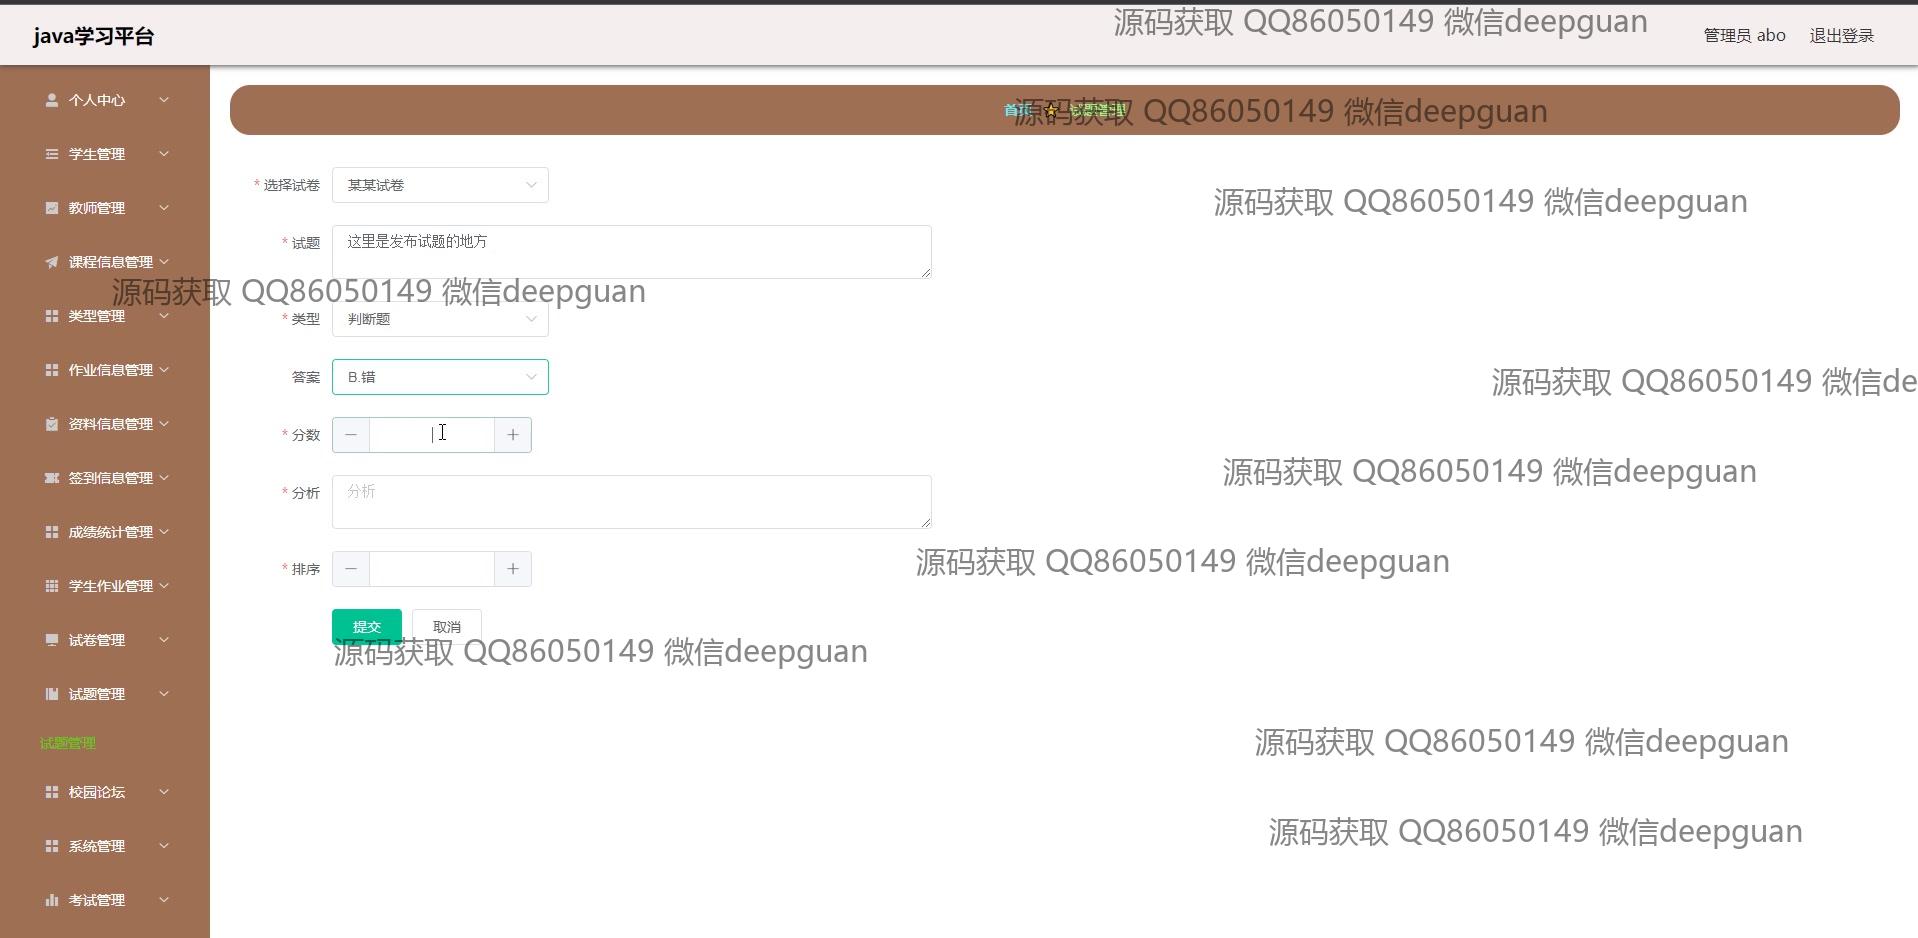 java学习平台
源码获取 QQ86050149 微信deepguan
管理员 abo
退出登录
个人中心
首页
试题管理
源码获取 QQ86050149 微信deepguan
学生管理
* 选择试卷
某某试卷
源码获取 QQ86050149 微信deepguan
教师管理
* 试题
这里是发布试题的地方
课程信息管理
源码获取 QQ86050149 微信deepguan
类型管理
* 类型
判断题
作业信息管理
答案
B.错
源码获取 QQ86050149 微信de
资料信息管理
* 分数
签到信息管理
* 分析
分析
源码获取 QQ86050149 微信deepguan
成绩统计管理
源码获取 QQ86050149 微信deepguan
学生作业管理
* 排序
试卷管理
提交
取消
源码获取 QQ86050149 微信deepguan
试题管理
试题管理
源码获取 QQ86050149 微信deepguan
校园论坛
系统管理
源码获取 QQ86050149 微信deepguan
考试管理